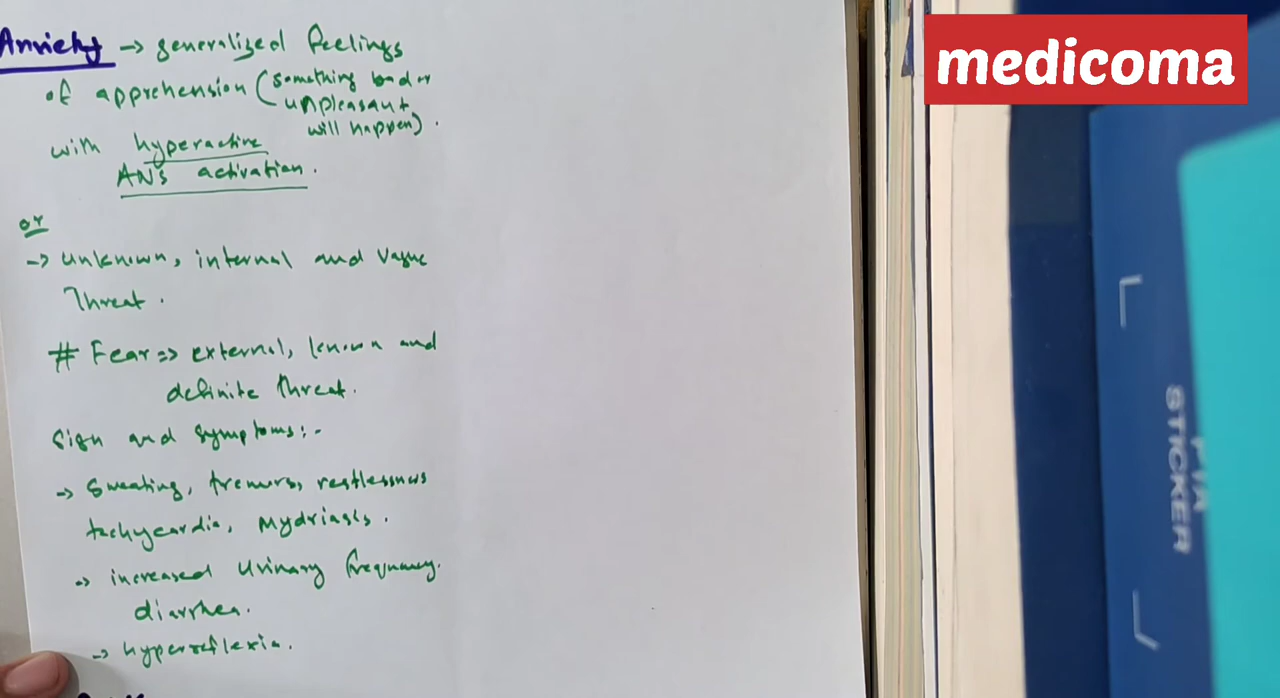 Anxiety -> generalized feelings
of apprehension (something bad or
unpleasant
will happen).
with hyperactive
ANS activation.
or
-> unknown, internal and vague
Threat.
# Fear => external, known and
definite threat.
Sign and symptoms:-
-> Sweating, tremors, restlessness
tachycardia, Mydriasis.
-> increased Urinary frequency.
diarrhea.
-> hyperreflexia.
medicoma
STICKER